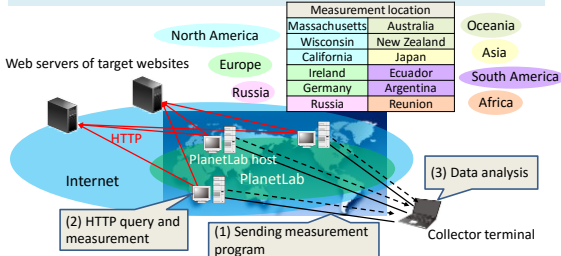 Measurement location
Massachusetts Australia
Wisconsin New Zealand
California Japan
Ireland Ecuador
Germany Argentina
Russia Reunion
North America
Europe
Russia
Oceania
Asia
South America
Africa
Web servers of target websites
HTTP
PlanetLab host
PlanetLab
Internet
(3) Data analysis
(2) HTTP query and
measurement
(1) Sending measurement
program
Collector terminal